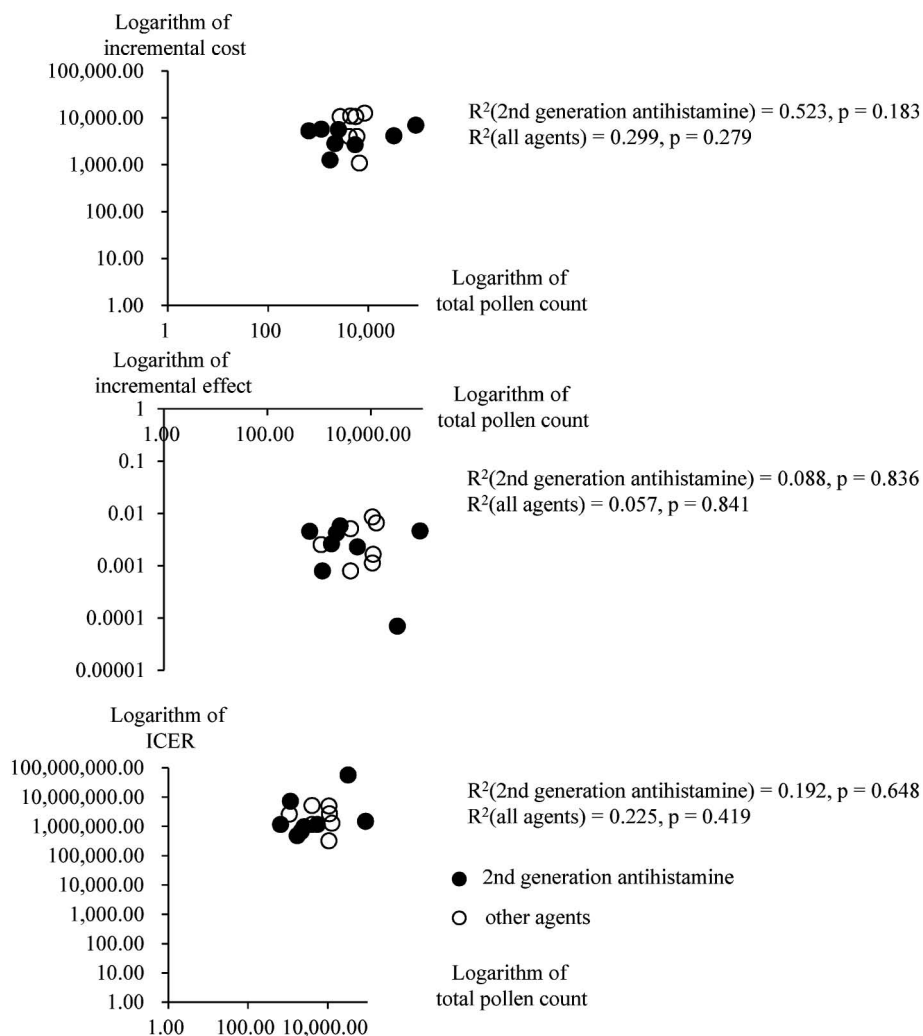 Logarithm of
incremental cost
100,000.00
10,000.00
1,000.00
100.00
10.00
1.00
1
100
10,000
Logarithm of
total pollen count
R²(2nd generation antihistamine) = 0.523, p = 0.183
R²(all agents) = 0.299, p = 0.279
Logarithm of
incremental effect
1
0.1
0.01
0.001
0.0001
0.00001
1.00
100.00
10,000.00
Logarithm of
total pollen count
R²(2nd generation antihistamine) = 0.088, p = 0.836
R²(all agents) = 0.057, p = 0.841
Logarithm of
ICER
100,000,000.00
10,000,000.00
1,000,000.00
100,000.00
10,000.00
1,000.00
100.00
10.00
1.00
1.00
100.00
10,000.00
R²(2nd generation antihistamine) = 0.192, p = 0.648
R²(all agents) = 0.225, p = 0.419
2nd generation antihistamine
other agents
Logarithm of
total pollen count